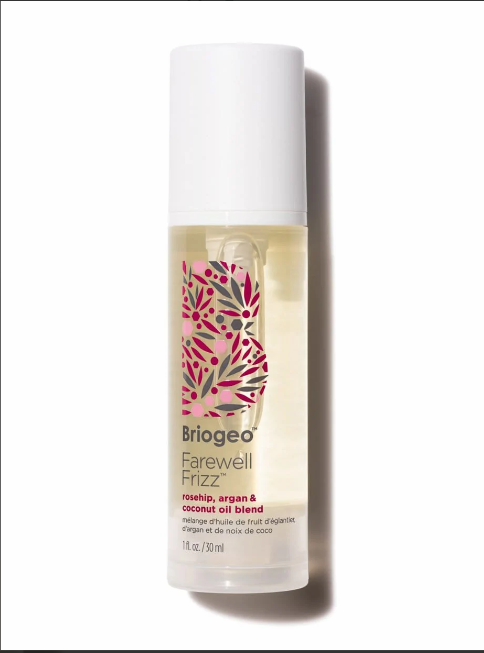 Briogeo™
Farewell
Frizz™
rosehip, argan &
coconut oil blend
mélange d'huile de fruit d'églantier,
d'argan et de noix de coco
1 fl. oz. / 30 ml